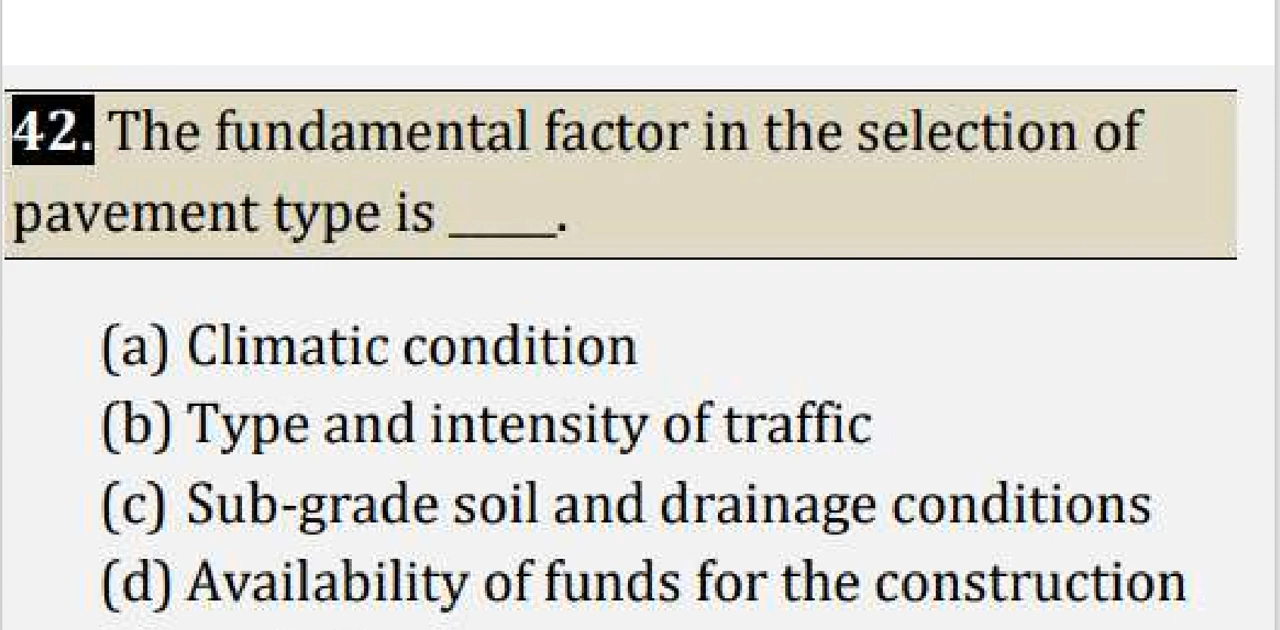 42. The fundamental factor in the selection of
pavement type is _____.
(a) Climatic condition
(b) Type and intensity of traffic
(c) Sub-grade soil and drainage conditions
(d) Availability of funds for the construction